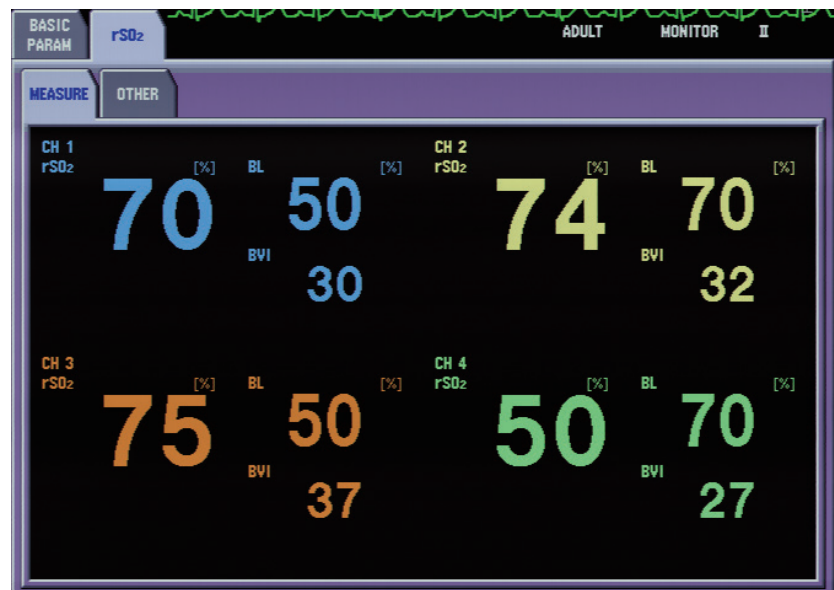 BASIC PARAM
rSO2
ADULT MONITOR II
MEASURE OTHER
CH 1
rSO2 [%] 70
BL [%] 50
BVI 30
CH 2
rSO2 [%] 74
BL [%] 70
BVI 32
CH 3
rSO2 [%] 75
BL [%] 50
BVI 37
CH 4
rSO2 [%] 50
BL [%] 70
BVI 27